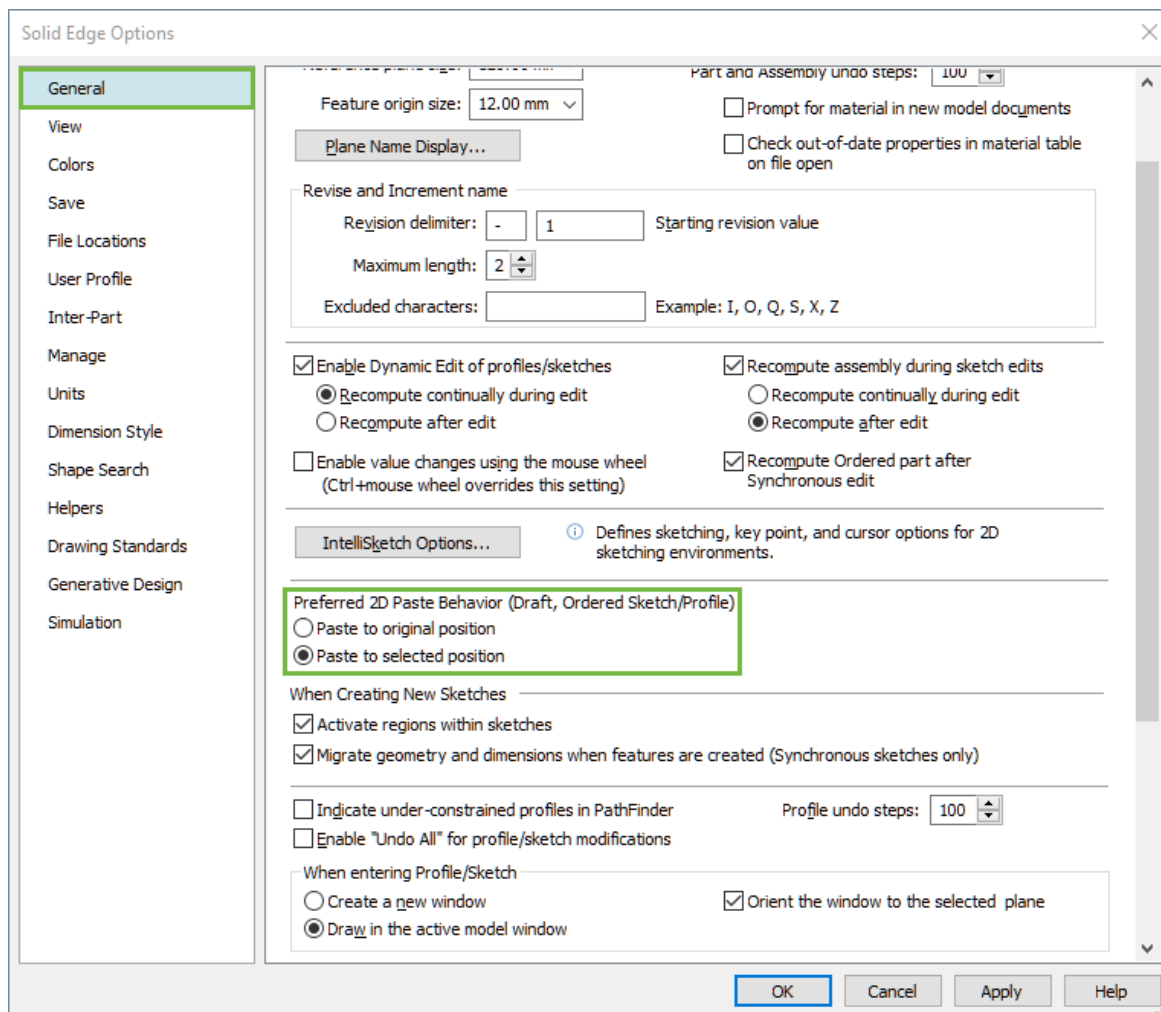 Solid Edge Options
General
View
Colors
Save
File Locations
User Profile
Inter-Part
Manage
Units
Dimension Style
Shape Search
Helpers
Drawing Standards
Generative Design
Simulation
Part and Assembly undo steps: 100
Feature origin size: 12.00 mm
Prompt for material in new model documents
Plane Name Display...
Check out-of-date properties in material table
on file open
Revise and Increment name
Revision delimiter: - 1 Starting revision value
Maximum length: 2
Excluded characters: Example: I, O, Q, S, X, Z
Enable Dynamic Edit of profiles/sketches
Recompute continually during edit
Recompute after edit
Recompute assembly during sketch edits
Recompute continually during edit
Recompute after edit
Enable value changes using the mouse wheel
(Ctrl+mouse wheel overrides this setting)
Recompute Ordered part after
Synchronous edit
IntelliSketch Options...
Defines sketching, key point, and cursor options for 2D
sketching environments.
Preferred 2D Paste Behavior (Draft, Ordered Sketch/Profile)
Paste to original position
Paste to selected position
When Creating New Sketches
Activate regions within sketches
Migrate geometry and dimensions when features are created (Synchronous sketches only)
Indicate under-constrained profiles in PathFinder
Profile undo steps: 100
Enable "Undo All" for profile/sketch modifications
When entering Profile/Sketch
Create a new window
Draw in the active model window
Orient the window to the selected plane
OK
Cancel
Apply
Help